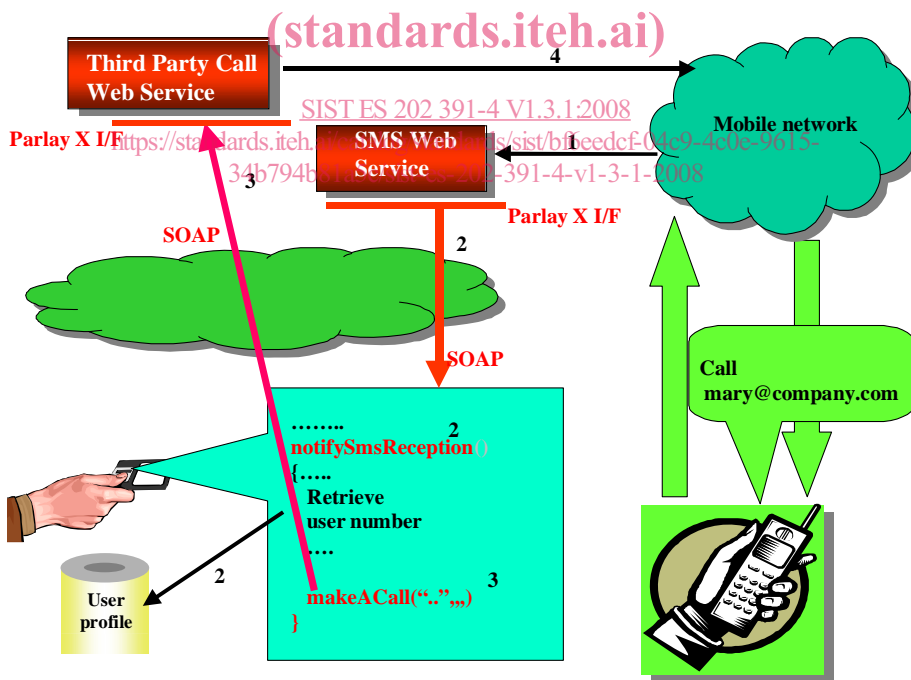 (standards.iteh.ai)
Third Party Call
Web Service
4
SIST ES 202 391-4 V1.3.1:2008
Mobile network
Parlay X I/F
SMS Web
Service
1
3
Parlay X I/F
SOAP
2
SOAP
Call
mary@company.com
……..
2
notifySmsReception()
{…..
Retrieve
user number
….
2
3
makeACall(“..”,,,)
}
User
profile